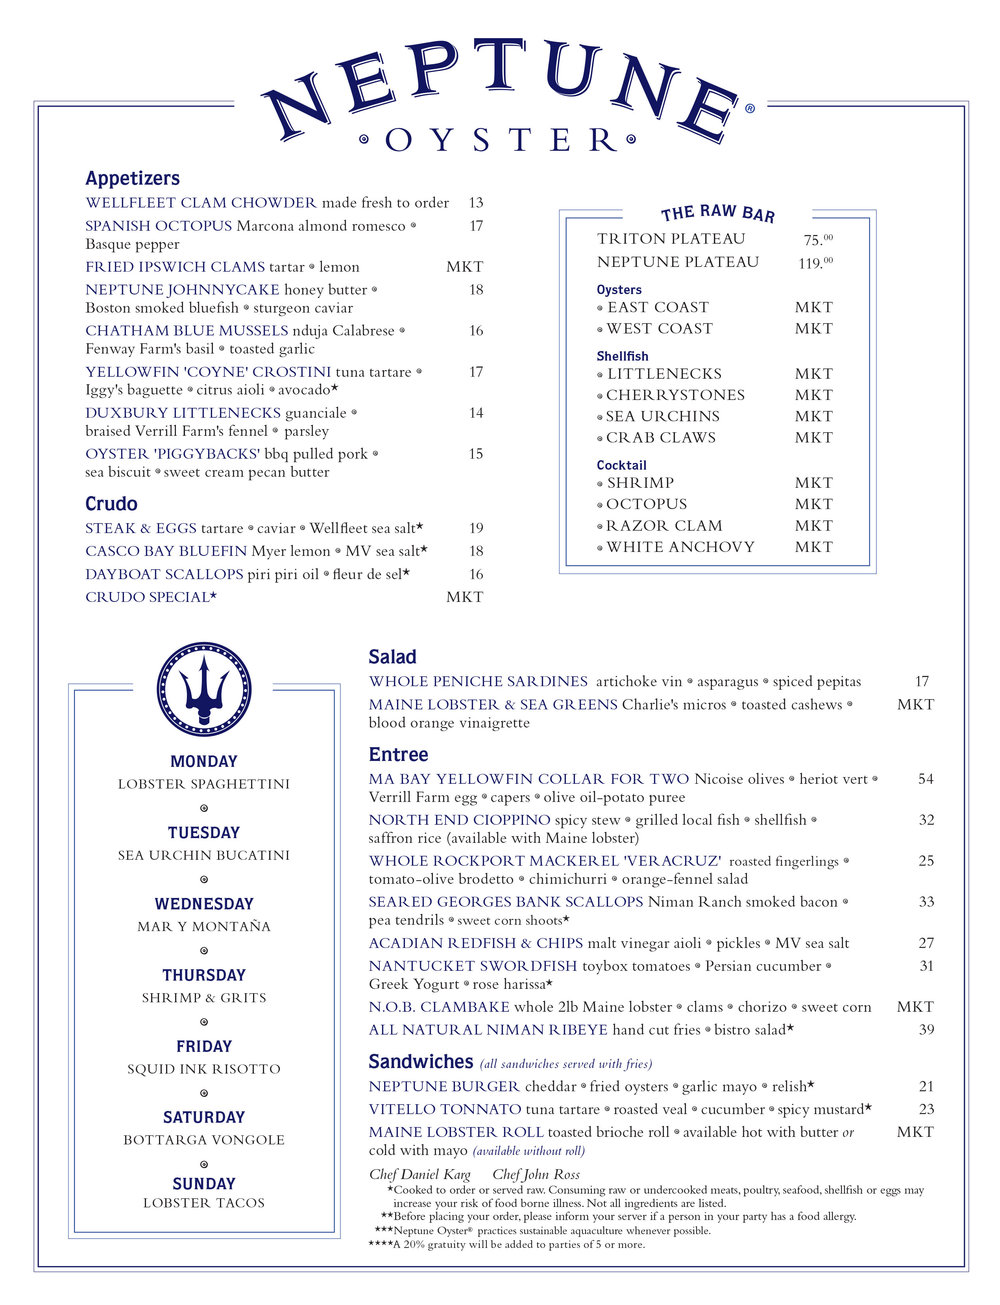 NEPTUNE®
OYSTER
Appetizers
WELLFLEET CLAM CHOWDER made fresh to order 13
SPANISH OCTOPUS Marcona almond romesco 17
Basque pepper
FRIED IPSWICH CLAMS tartar lemon MKT
NEPTUNE JOHNNYCAKE honey butter 18
Boston smoked bluefish sturgeon caviar
CHATHAM BLUE MUSSELS nduja Calabrese 16
Fenway Farm's basil toasted garlic
YELLOWFIN 'COYNE' CROSTINI tuna tartare 17
Iggy's baguette citrus aioli avocado*
DUXBURY LITTLENECKS guanciale 14
braised Verrill Farm's fennel parsley
OYSTER 'PIGGYBACKS' bbq pulled pork 15
sea biscuit sweet cream pecan butter
Crudo
STEAK & EGGS tartare caviar Wellfleet sea salt* 19
CASCO BAY BLUEFIN Myer lemon MV sea salt* 18
DAYBOAT SCALLOPS piri piri oil fleur de sel* 16
CRUDO SPECIAL* MKT
THE RAW BAR
TRITON PLATEAU 75.00
NEPTUNE PLATEAU 119.00
Oysters
EAST COAST MKT
WEST COAST MKT
Shellfish
LITTLENECKS MKT
CHERRYSTONES MKT
SEA URCHINS MKT
CRAB CLAWS MKT
Cocktail
SHRIMP MKT
OCTOPUS MKT
RAZOR CLAM MKT
WHITE ANCHOVY MKT
MONDAY
LOBSTER SPAGHETTINI
TUESDAY
SEA URCHIN BUCATINI
WEDNESDAY
MAR Y MONTAÑA
THURSDAY
SHRIMP & GRITS
FRIDAY
SQUID INK RISOTTO
SATURDAY
BOTTARGA VONGOLE
SUNDAY
LOBSTER TACOS
Salad
WHOLE PENICHE SARDINES artichoke vin asparagus spiced pepitas 17
MAINE LOBSTER & SEA GREENS Charlie's micros toasted cashews MKT
blood orange vinaigrette
Entree
MA BAY YELLOWFIN COLLAR FOR TWO Nicoise olives heriot vert 54
Verrill Farm egg capers olive oil-potato puree
NORTH END CIOPPINO spicy stew grilled local fish shellfish 32
saffron rice (available with Maine lobster)
WHOLE ROCKPORT MACKEREL 'VERACRUZ' roasted fingerlings 25
tomato-olive brodetto chimichurri orange-fennel salad
SEARED GEORGES BANK SCALLOPS Niman Ranch smoked bacon 33
pea tendrils sweet corn shoots*
ACADIAN REDFISH & CHIPS malt vinegar aioli pickles MV sea salt 27
NANTUCKET SWORDFISH toybox tomatoes Persian cucumber 31
Greek Yogurt rose harissa*
N.O.B. CLAMBAKE whole 2lb Maine lobster clams chorizo sweet corn MKT
ALL NATURAL NIMAN RIBEYE hand cut fries bistro salad* 39
Sandwiches (all sandwiches served with fries)
NEPTUNE BURGER cheddar fried oysters garlic mayo relish* 21
VITELLO TONNATO tuna tartare roasted veal cucumber spicy mustard* 23
MAINE LOBSTER ROLL toasted brioche roll available hot with butter or MKT
cold with mayo (available without roll)
Chef Daniel Karg Chef John Ross
*Cooked to order or served raw. Consuming raw or undercooked meats, poultry, seafood, shellfish or eggs may
increase your risk of food borne illness. Not all ingredients are listed.
**Before placing your order, please inform your server if a person in your party has a food allergy.
***Neptune Oyster® practices sustainable aquaculture whenever possible.
****A 20% gratuity will be added to parties of 5 or more.